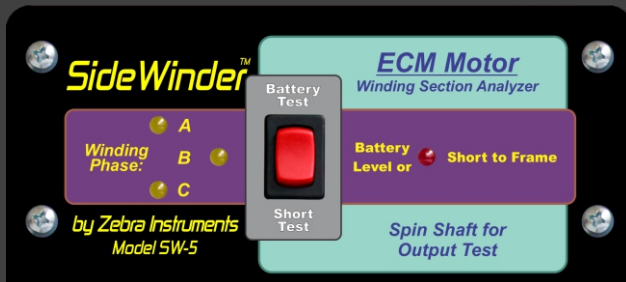 SideWinder™
ECM Motor
Winding Section Analyzer
Battery
Test
A
Winding
Phase:
B
C
Battery
Level or
Short to Frame
Short
Test
by Zebra Instruments
Model SW-5
Spin Shaft for
Output Test